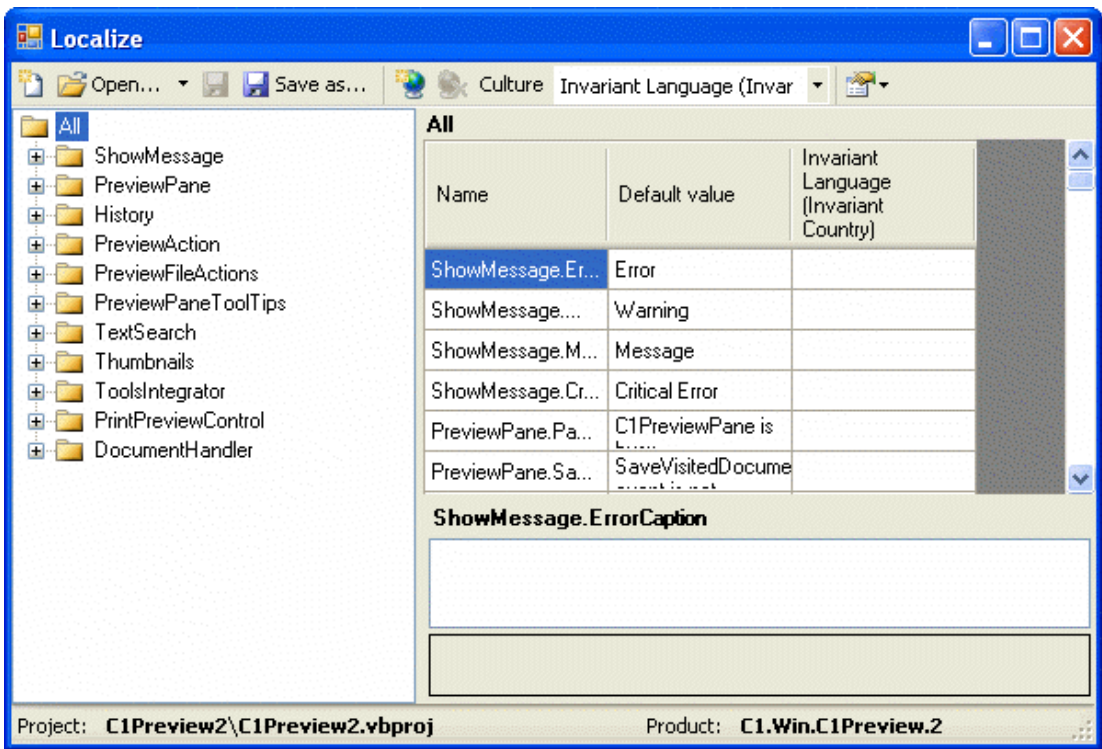 Localize
Open... Save as... Culture Invariant Language (Invar
All
ShowMessage
PreviewPane
History
PreviewAction
PreviewFileActions
PreviewPaneToolTips
TextSearch
Thumbnails
ToolsIntegrator
PrintPreviewControl
DocumentHandler
All
Name Default value Invariant
Language
(Invariant
Country)
ShowMessage.Er... Error
ShowMessage.... Warning
ShowMessage.M... Message
ShowMessage.Cr... Critical Error
PreviewPane.Pa... C1PreviewPane is
PreviewPane.Sa... SaveVisitedDocume
ShowMessage.ErrorCaption
Project: C1Preview2\C1Preview2.vbproj Product: C1.Win.C1Preview.2